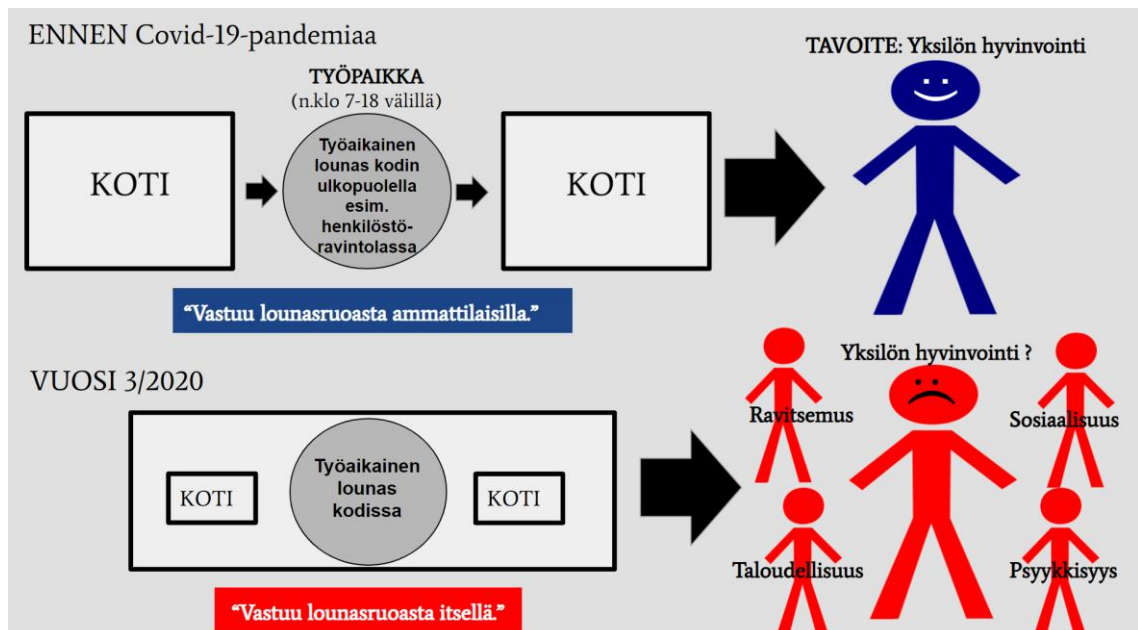 ENNEN Covid-19-pandemiaa
TAVOITE: Yksilön hyvinvointi
TYÖPAIKKA
(n.klo 7-18 välillä)
KOTI
Työaikainen
lounas kodin
ulkopuolella
esim.
henkilöstö-
ravintolassa
KOTI
“Vastuu lounasruoasta ammattilaisilla.”
VUOSI 3/2020
Yksilön hyvinvointi ?
Ravitsemus
Sosiaalisuus
KOTI
Työaikainen
lounas
kodissa
KOTI
Taloudellisuus
Psyykkisyys
“Vastuu lounasruoasta itsellä.”